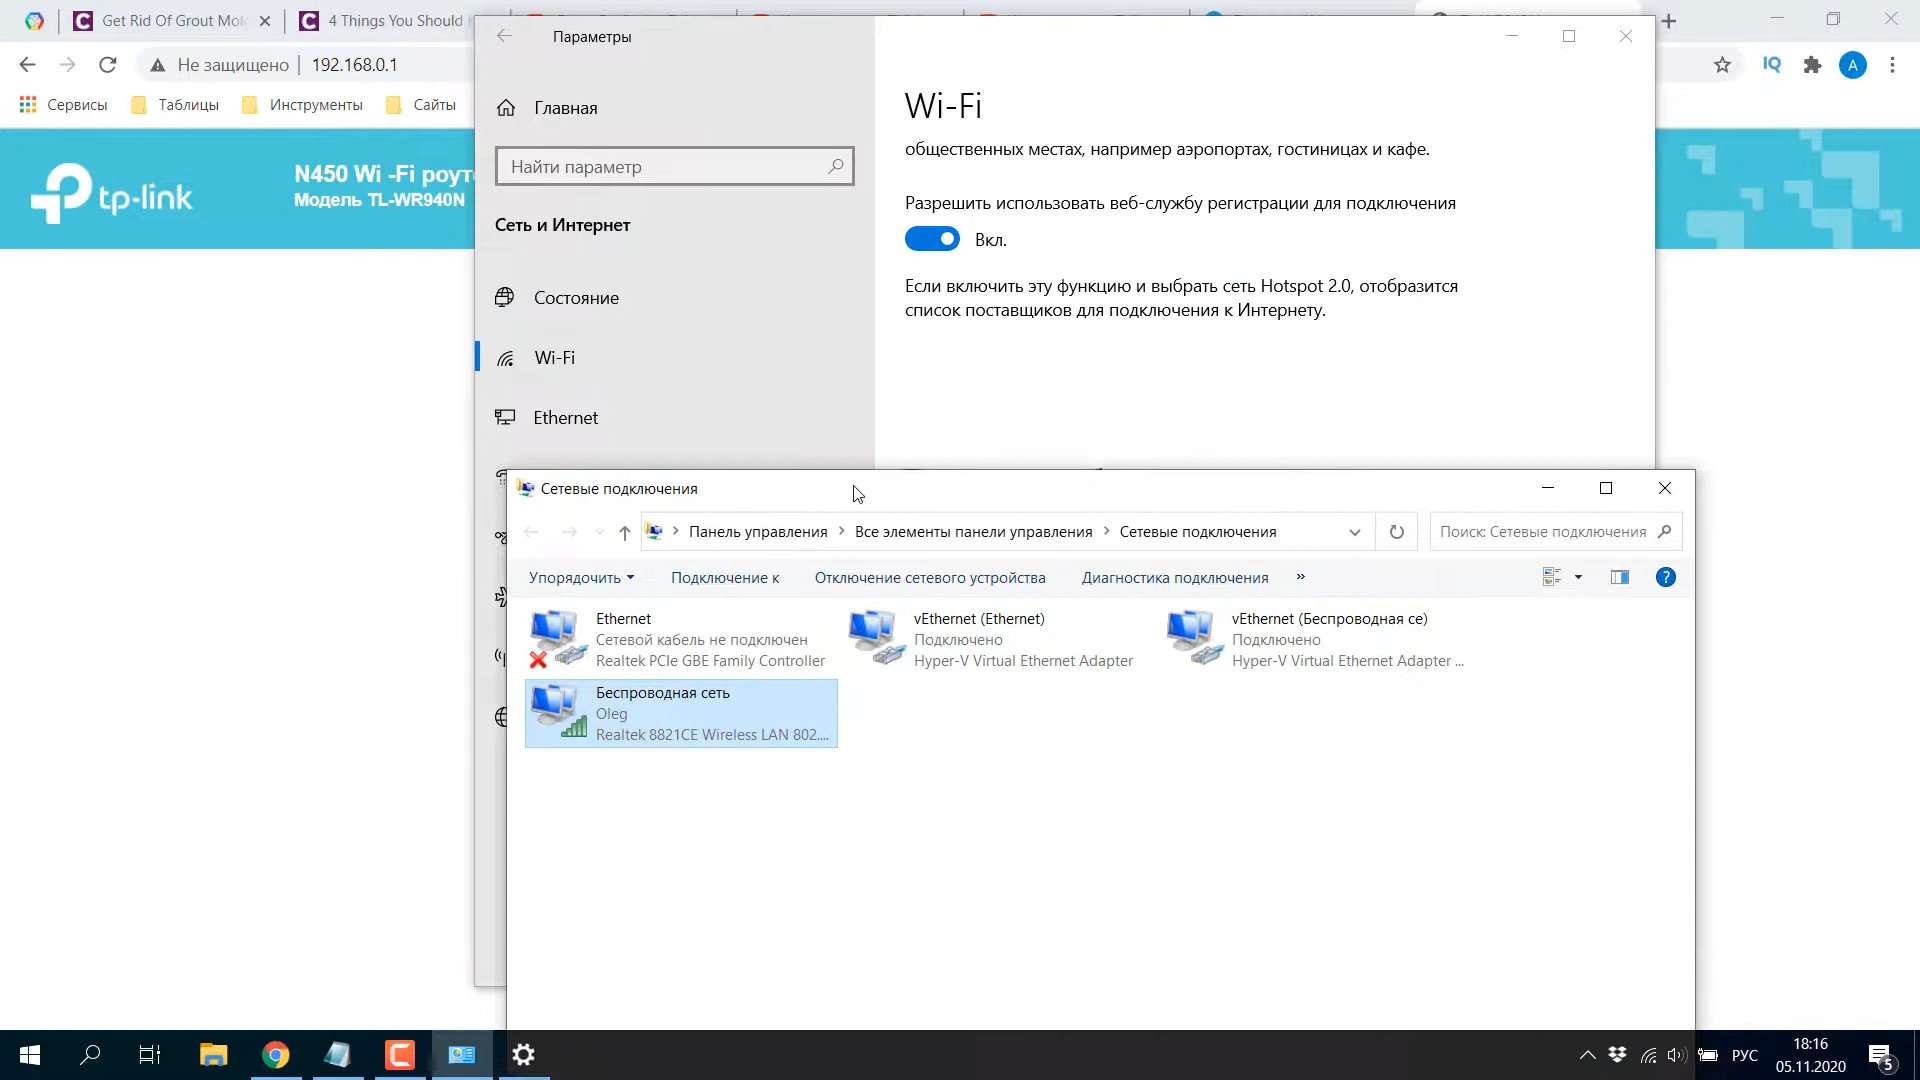 Get Rid Of Grout Mol
4 Things You Should
Не защищено
192.168.0.1
Сервисы
Таблицы
Инструменты
Сайты
IQ
A
tp-link
N450 Wi -Fi роут
Модель TL-WR940N
Параметры
Главная
Найти параметр
Сеть и Интернет
Состояние
Wi-Fi
Ethernet
Wi-Fi
общественных местах, например аэропортах, гостиницах и кафе.
Разрешить использовать веб-службу регистрации для подключения
Вкл.
Если включить эту функцию и выбрать сеть Hotspot 2.0, отобразится
список поставщиков для подключения к Интернету.
Сетевые подключения
Панель управления
Все элементы панели управления
Сетевые подключения
Поиск: Сетевые подключения
Упорядочить
Подключение к
Отключение сетевого устройства
Диагностика подключения
»
Ethernet
Сетевой кабель не подключен
Realtek PCIe GBE Family Controller
vEthernet (Ethernet)
Подключено
Hyper-V Virtual Ethernet Adapter
vEthernet (Беспроводная се)
Подключено
Hyper-V Virtual Ethernet Adapter ...
Беспроводная сеть
Oleg
Realtek 8821CE Wireless LAN 802....
РУС
18:16
05.11.2020
5